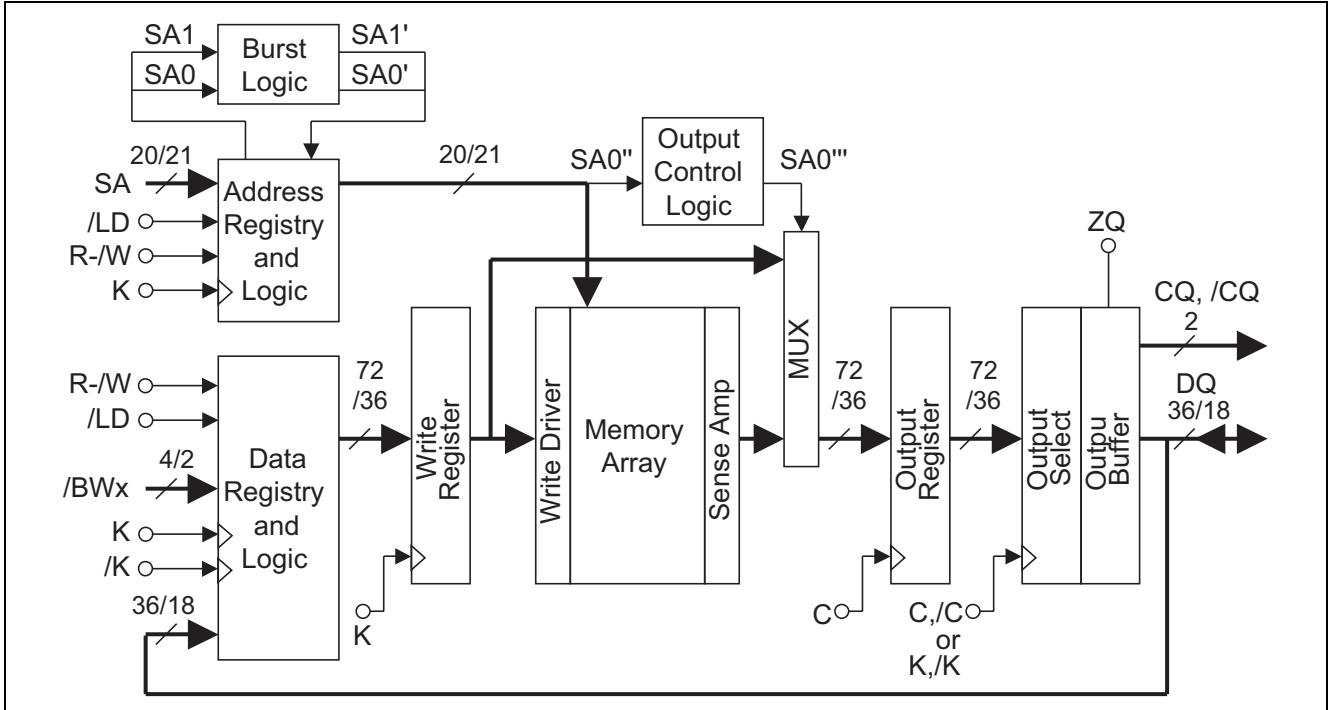 SA1
SA0
Burst
Logic
SA1'
SA0'
20/21
SA
/LD
R-/W
K
Address
Registry
and
Logic
20/21
SA0"
Output
Control
Logic
SA0"'
MUX
ZQ
CQ, /CQ
2
DQ
36/18
R-/W
/LD
4/2
/BWx
K
/K
36/18
Data
Registry
and
Logic
72
/36
Write
Register
K
Write Driver
Memory
Array
Sense Amp
72
/36
Output
Register
C
72
/36
Output
Select
Outpu
Buffer
C,/C
or
K,/K